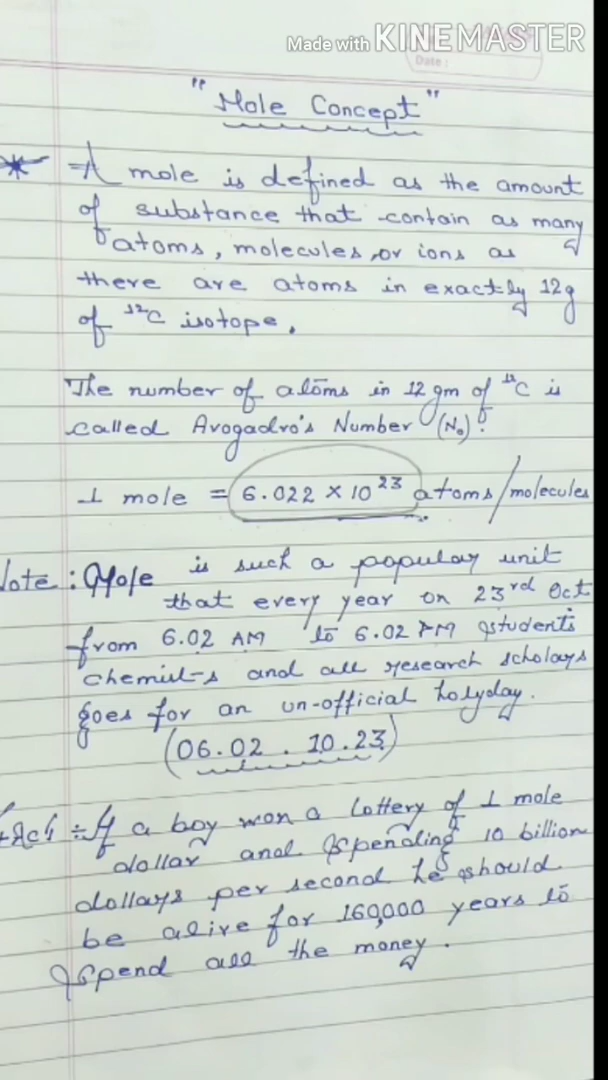 Made with KINEMASTER
Date :
"Mole Concept"
* A mole is defined as the amount
of substance that contain as many
atoms, molecules, or ions as
there are atoms in exactly 12g
of ¹²C isotope.
The number of atoms in 12 gm of ¹²C is
called Avogadro's Number (N₀).
1 mole = 6.022 × 10²³ atoms/molecules
Note : Mole is such a popular unit
that every year on 23rd Oct
from 6.02 AM to 6.02 PM students
chemist-s and all research scholars
goes for an un-official holyday.
(06.02 . 10.23)
If a boy won a lottery of 1 mole
dollar and spending 10 billion
dollars per second he should
be alive for 160,000 years to
spend all the money.